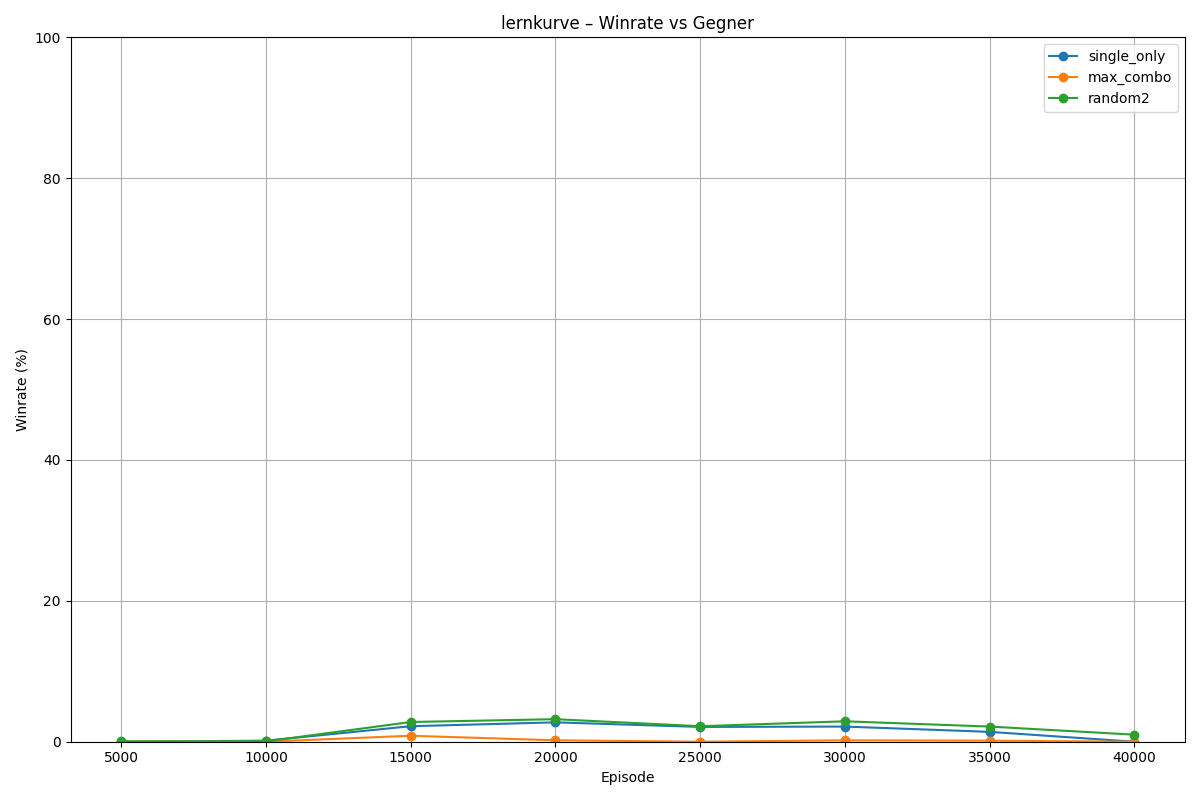 lernkurve – Winrate vs Gegner
single_only
max_combo
random2
Winrate (%)
100
80
60
40
20
0
5000 10000 15000 20000 25000 30000 35000 40000
Episode